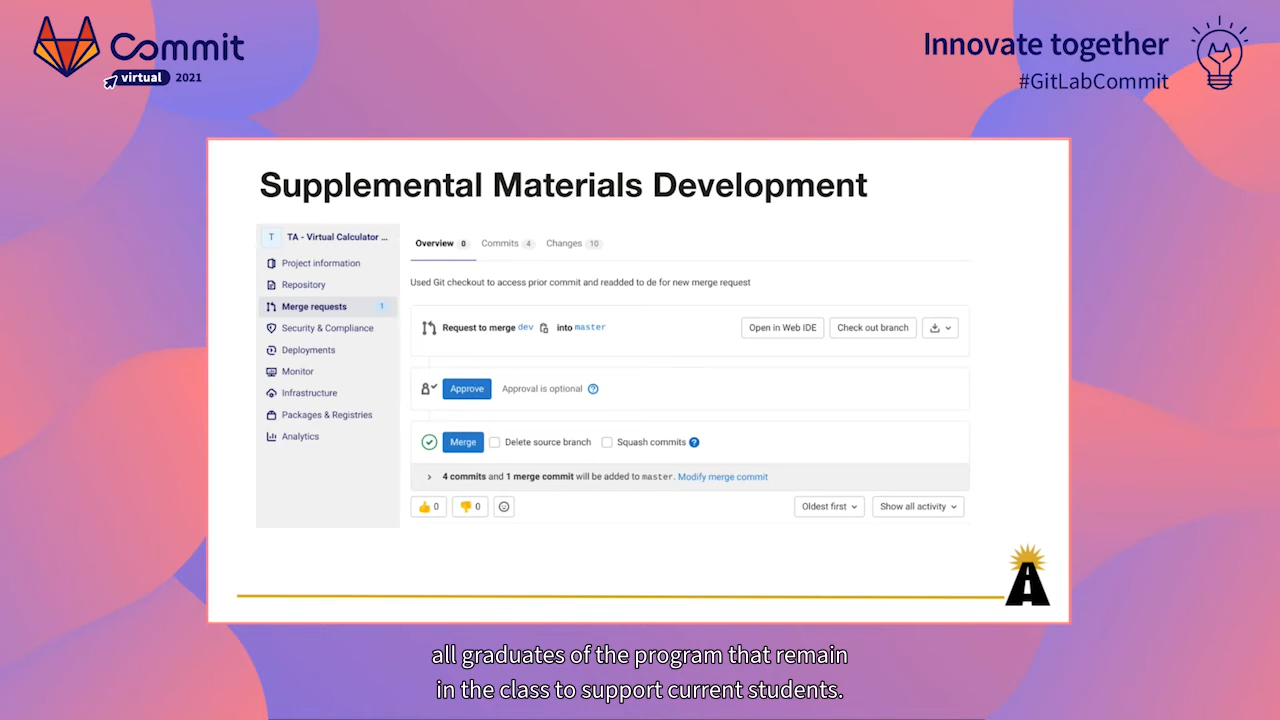 Commit
virtual 2021
Innovate together
#GitLabCommit
Supplemental Materials Development
T TA - Virtual Calculator ...
Project information
Repository
Merge requests 1
Security & Compliance
Deployments
Monitor
Infrastructure
Packages & Registries
Analytics
Overview 0 Commits 4 Changes 10
Used Git checkout to access prior commit and readded to de for new merge request
Request to merge dev into master
Open in Web IDE Check out branch
Approve Approval is optional ?
Merge Delete source branch Squash commits ?
4 commits and 1 merge commit will be added to master. Modify merge commit
👍 0 👎 0
Oldest first Show all activity
A
all graduates of the program that remain
in the class to support current students.